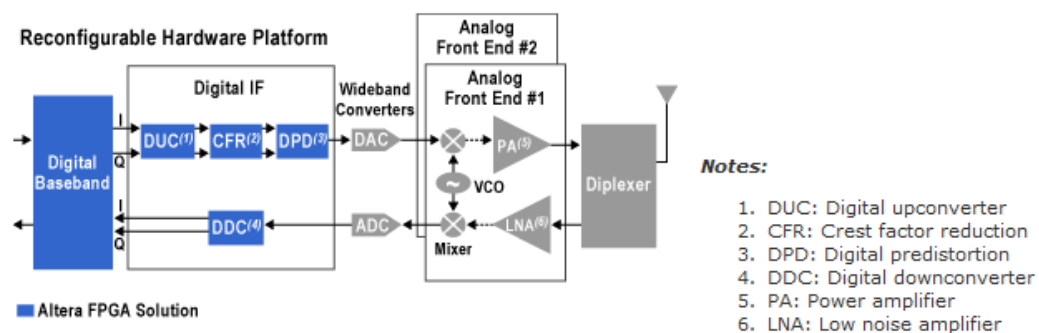 Reconfigurable Hardware Platform
Analog
Front End #2
Analog
Front End #1
Digital IF
Wideband
Converters
Digital
Baseband
I
Q
DUC(1)
CFR(2)
DPD(3)
DAC
PA(5)
VCO
Diplexer
I
Q
DDC(4)
ADC
Mixer
LNA(6)
Altera FPGA Solution
Notes:
1. DUC: Digital upconverter
2. CFR: Crest factor reduction
3. DPD: Digital predistortion
4. DDC: Digital downconverter
5. PA: Power amplifier
6. LNA: Low noise amplifier